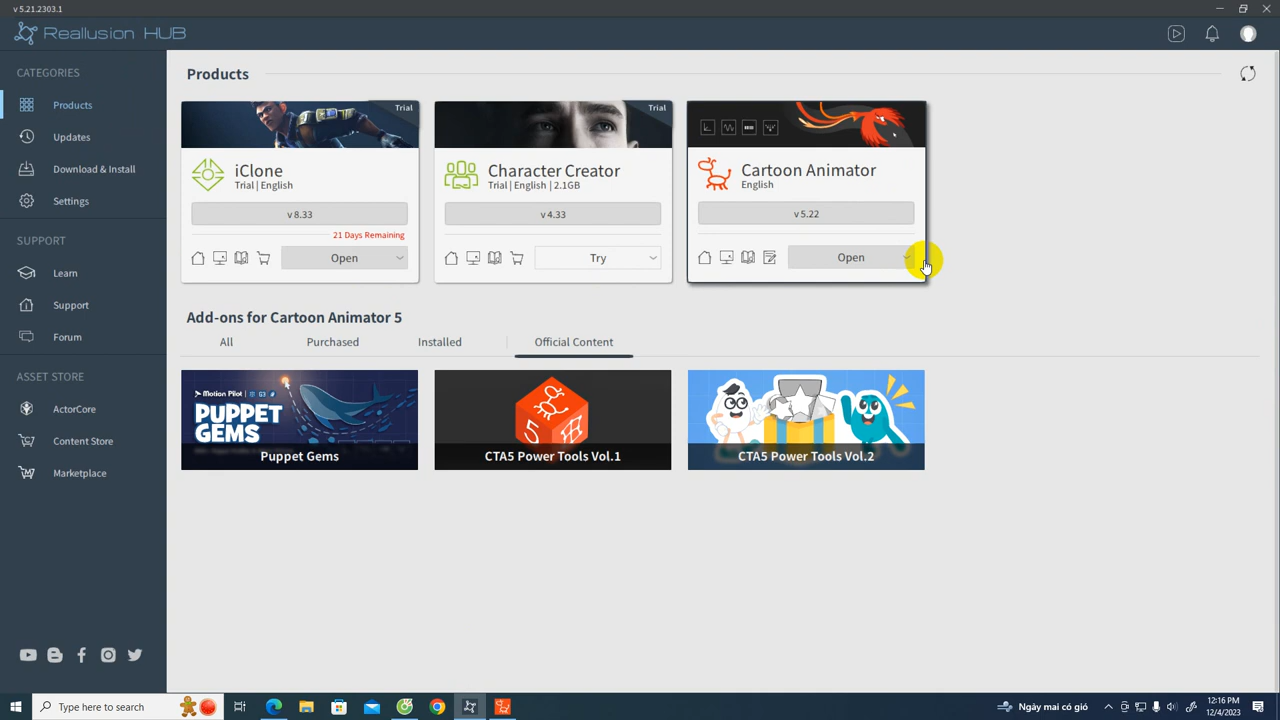 v 5.21.2303.1
Reallusion HUB
CATEGORIES
Products
Updates
Download & Install
Settings
SUPPORT
Learn
Support
Forum
ASSET STORE
ActorCore
Content Store
Marketplace
Products
Trial
iClone
Trial | English
v 8.33
21 Days Remaining
Open
Trial
Character Creator
Trial | English | 2.1GB
v 4.33
Try
Cartoon Animator
English
v 5.22
Open
Add-ons for Cartoon Animator 5
All
Purchased
Installed
Official Content
Motion Pilot
PUPPET
GEMS
Puppet Gems
5
CTA5 Power Tools Vol.1
CTA5 Power Tools Vol.2
Type here to search
Ngày mai có gió
12:16 PM
12/4/2023